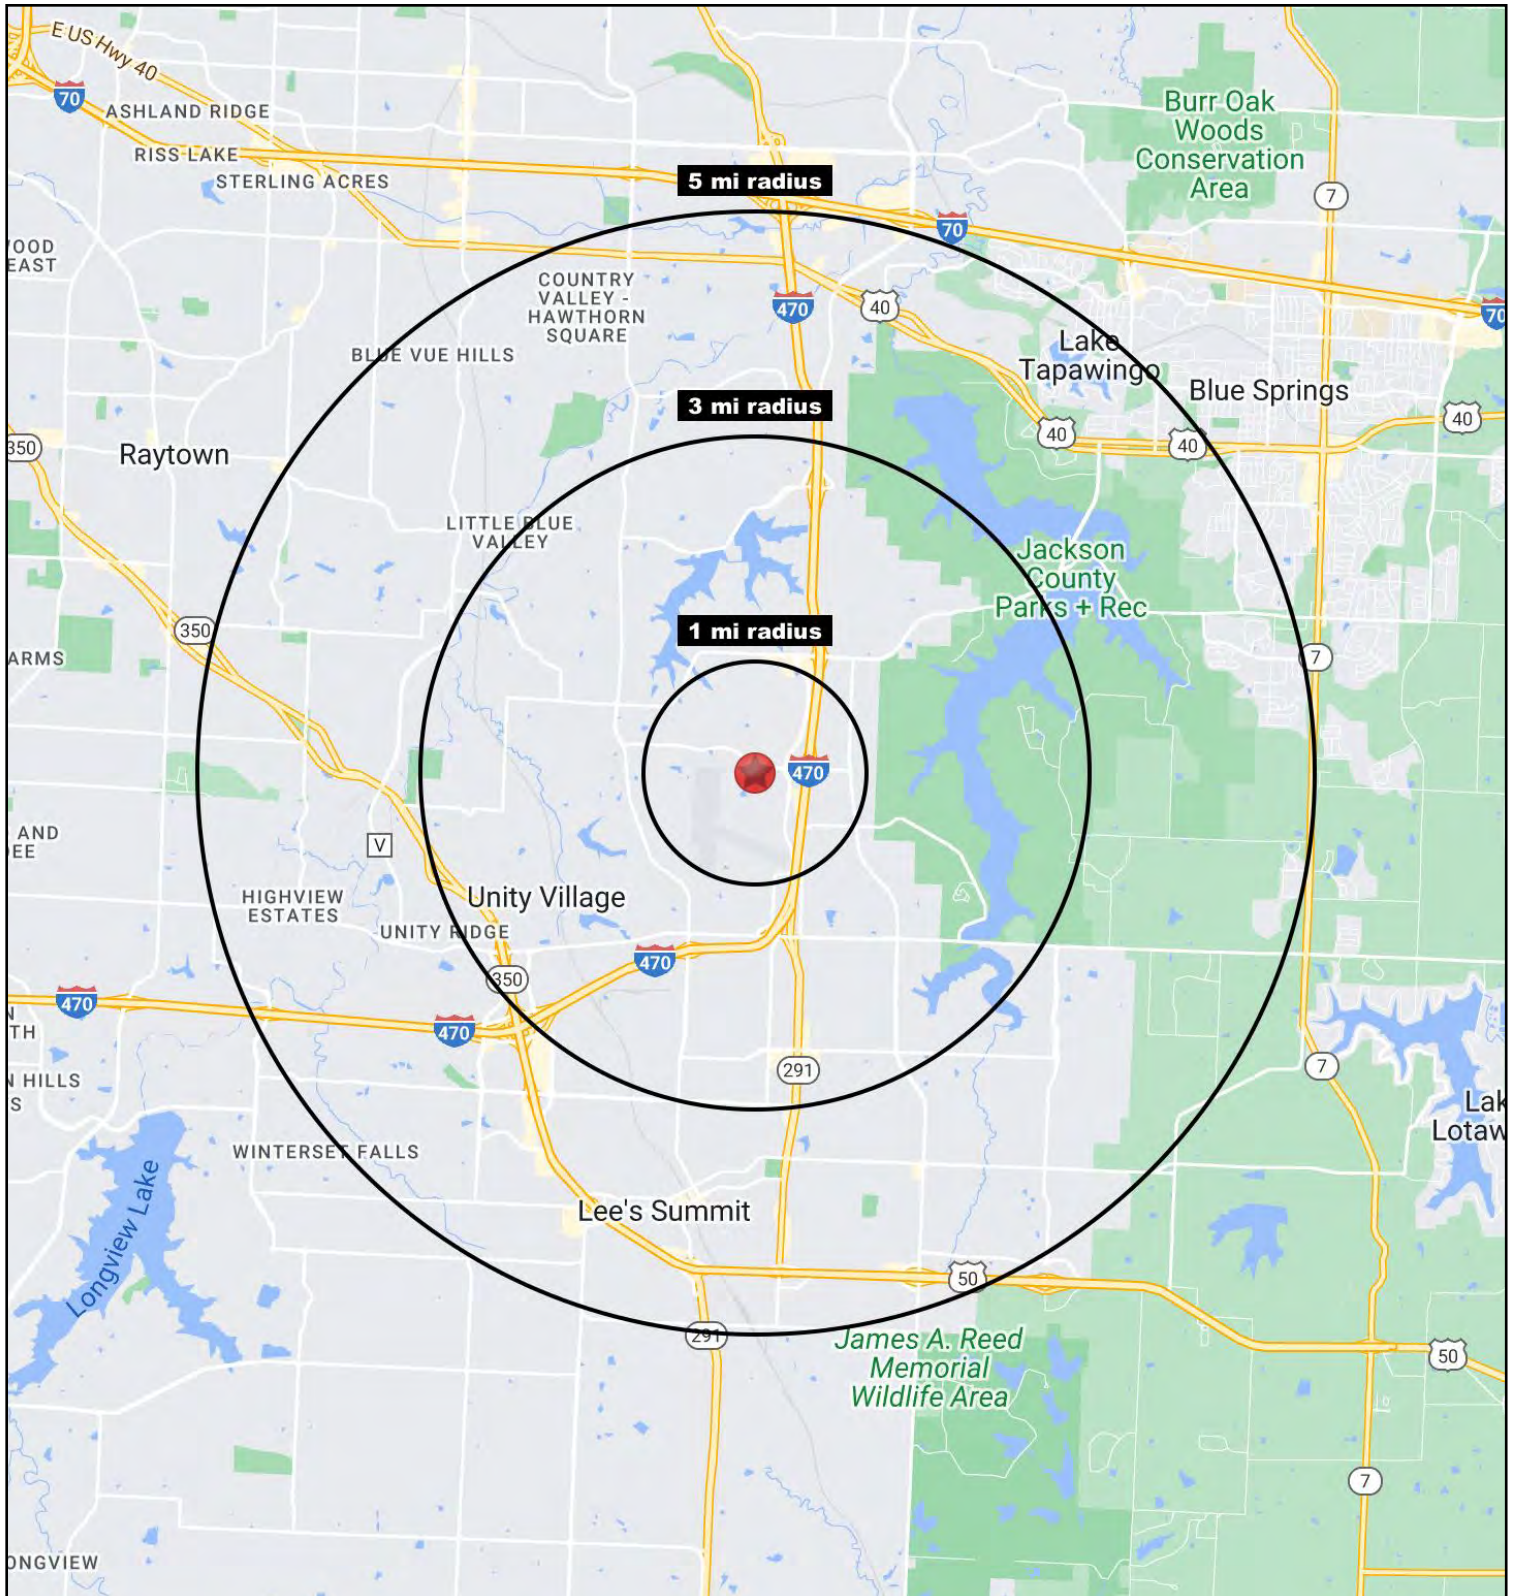 E US Hwy 40
70
ASHLAND RIDGE
RISS LAKE
STERLING ACRES
Burr Oak
Woods
Conservation
Area
7
5 mi radius
70
OOD
EAST
COUNTRY
VALLEY -
HAWTHORN
SQUARE
470
40
70
BLUE VUE HILLS
Lake
Tapawingo
Blue Springs
3 mi radius
40
40
40
350
Raytown
LITTLE BLUE
VALLEY
Jackson
County
Parks + Rec
350
1 mi radius
ARMS
7
470
AND
EE
V
HIGHVIEW
ESTATES
Unity Village
UNITY RIDGE
470
350
470
470
N
TH
291
7
N HILLS
S
Lak
Lotaw
WINTERSET FALLS
Longview Lake
Lee's Summit
50
291
James A. Reed
Memorial
Wildlife Area
50
7
ONGVIEW